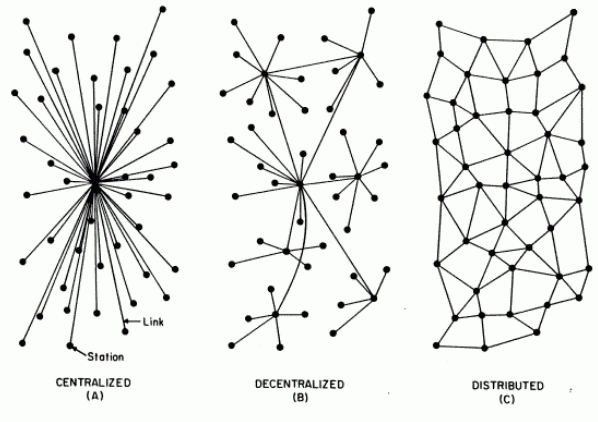 Link
Station
CENTRALIZED
(A)
DECENTRALIZED
(B)
DISTRIBUTED
(C)